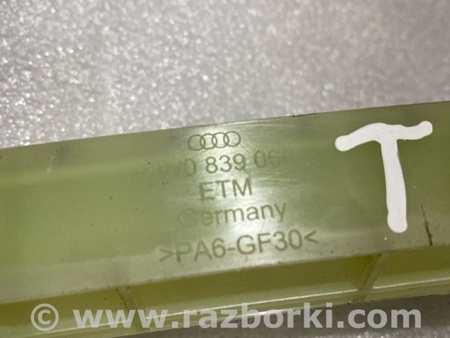 839
ETM
Germany
>PA6-GF30<
T
www.razborki.com